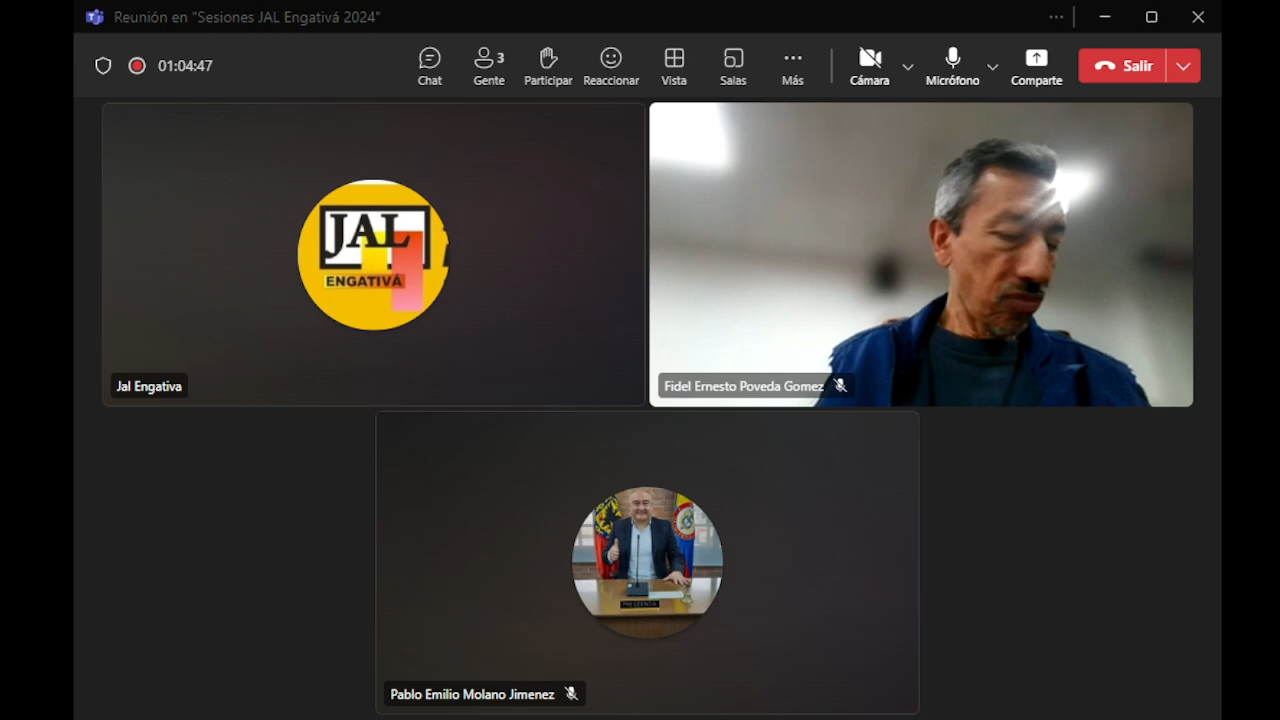 Reunión en "Sesiones JAL Engativá 2024"
01:04:47
Chat
3
Gente
Participar
Reaccionar
Vista
Salas
Más
Cámara
Micrófono
Comparte
Salir
JAL
ENGATIVÁ
Jal Engativa
Fidel Ernesto Poveda Gomez
PRESIDENCIA
Pablo Emilio Molano Jimenez